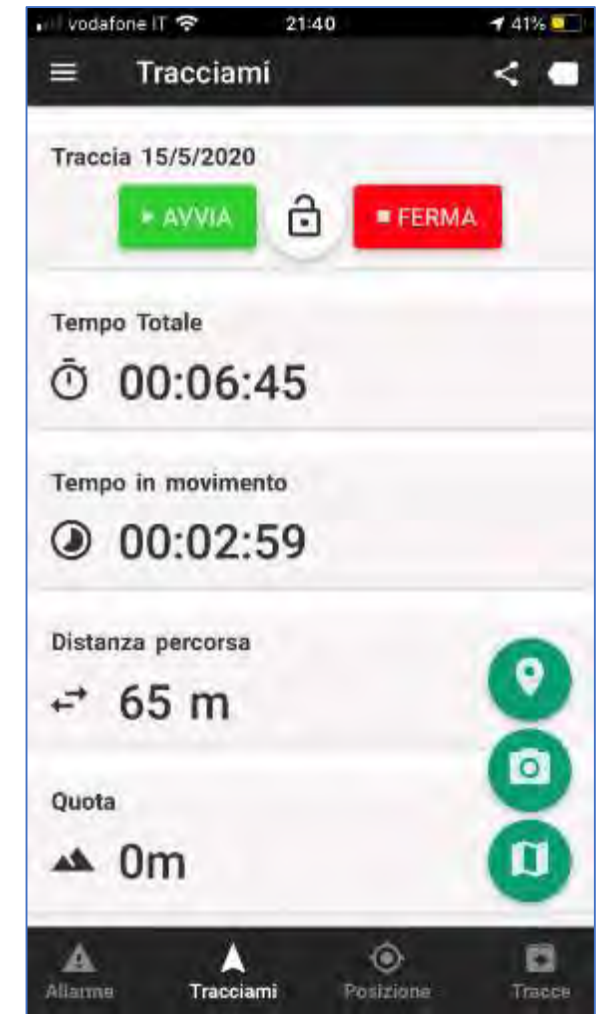 vodafone IT 21:40 41%
Tracciami
Traccia 15/5/2020
AVVIA FERMA
Tempo Totale
00:06:45
Tempo in movimento
00:02:59
Distanza percorsa
65 m
Quota
0m
Allarme Tracciami Posizione Tracce